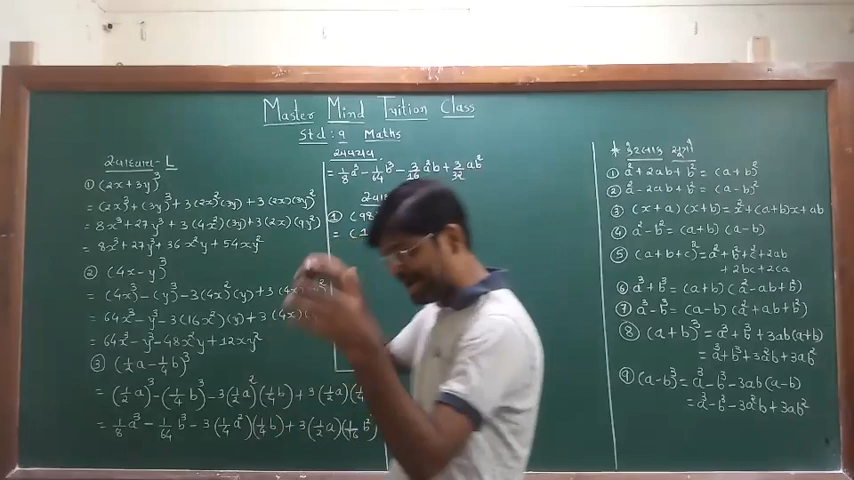 Master Mind Tuition Class
Std : 9 Maths
સ્વાધ્યાય - L
① (2x + 3y)³
= (2x)³ + (3y)³ + 3(2x)²(3y) + 3(2x)(3y)²
= 8x³ + 27y³ + 3(4x²)(3y) + 3(2x)(9y²)
= 8x³ + 27y³ + 36x²y + 54xy²
② (4x - y)³
= (4x)³ - (y)³ - 3(4x)²(y) + 3(4x)
= 64x³ - y³ - 3(16x²)(y) + 3(4x)(
= 64x³ - y³ - 48x²y + 12xy²
③ (½a - ¼b)³
= (½a)³ - (¼b)³ - 3(½a)²(¼b) + 3(½a)(¼
= 1/8 a³ - 1/64 b³ - 3(¼a²)(¼b) + 3(½a)(1/16 b²)
= 1/8 a³ - 1/64 b³ - 3/16 a²b + 3/32 ab²
① (98
= (1
① a² + 2ab + b² = (a+b)²
② a² - 2ab + b² = (a-b)²
③ (x+a)(x+b) = x² + (a+b)x + ab
④ a² - b² = (a+b)(a-b)
⑤ (a+b+c)² = a² + b² + c² + 2ab
+ 2bc + 2ca
⑥ a³ + b³ = (a+b)(a² - ab + b²)
⑦ a³ - b³ = (a-b)(a² + ab + b²)
⑧ (a+b)³ = a³ + b³ + 3ab(a+b)
= a³ + b³ + 3a²b + 3ab²
⑨ (a-b)³ = a³ - b³ - 3ab(a-b)
= a³ - b³ - 3a²b + 3ab²